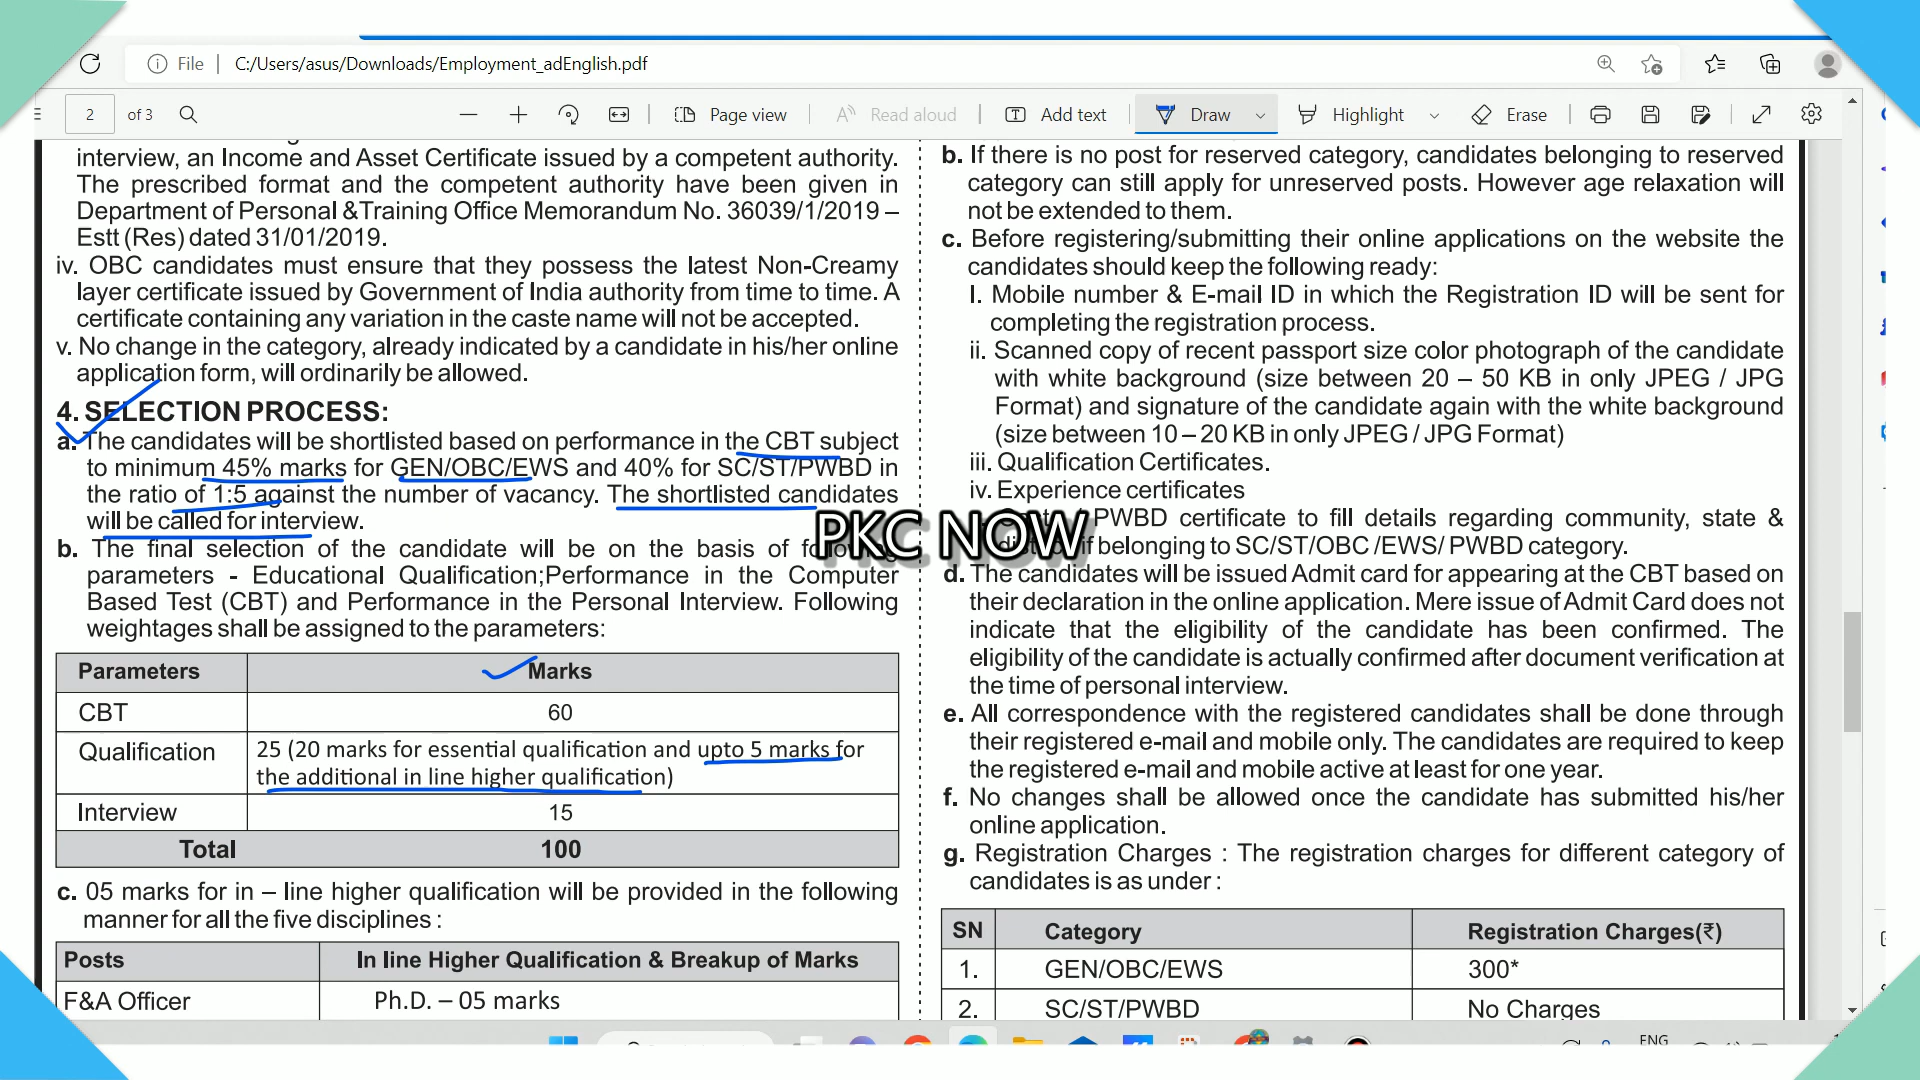 File
C:/Users/asus/Downloads/Employment_adEnglish.pdf
2
of 3
Page view
Read aloud
Add text
Draw
Highlight
Erase
interview, an Income and Asset Certificate issued by a competent authority.
The prescribed format and the competent authority have been given in
Department of Personal &Training Office Memorandum No. 36039/1/2019 –
Estt (Res) dated 31/01/2019.
iv. OBC candidates must ensure that they possess the latest Non-Creamy
layer certificate issued by Government of India authority from time to time. A
certificate containing any variation in the caste name will not be accepted.
v. No change in the category, already indicated by a candidate in his/her online
application form, will ordinarily be allowed.
4. SELECTION PROCESS:
a. The candidates will be shortlisted based on performance in the CBT subject
to minimum 45% marks for GEN/OBC/EWS and 40% for SC/ST/PWBD in
the ratio of 1:5 against the number of vacancy. The shortlisted candidates
will be called for interview.
b. The final selection of the candidate will be on the basis of
parameters - Educational Qualification;Performance in the Computer
Based Test (CBT) and Performance in the Personal Interview. Following
weightages shall be assigned to the parameters:
Parameters Marks
CBT 60
Qualification 25 (20 marks for essential qualification and upto 5 marks for
the additional in line higher qualification)
Interview 15
Total 100
c. 05 marks for in – line higher qualification will be provided in the following
manner for all the five disciplines :
Posts In line Higher Qualification & Breakup of Marks
F&A Officer Ph.D. – 05 marks
b. If there is no post for reserved category, candidates belonging to reserved
category can still apply for unreserved posts. However age relaxation will
not be extended to them.
c. Before registering/submitting their online applications on the website the
candidates should keep the following ready:
I. Mobile number & E-mail ID in which the Registration ID will be sent for
completing the registration process.
ii. Scanned copy of recent passport size color photograph of the candidate
with white background (size between 20 – 50 KB in only JPEG / JPG
Format) and signature of the candidate again with the white background
(size between 10 – 20 KB in only JPEG / JPG Format)
iii. Qualification Certificates.
iv. Experience certificates
PWBD certificate to fill details regarding community, state &
if belonging to SC/ST/OBC /EWS/ PWBD category.
PKC NOW
d. The candidates will be issued Admit card for appearing at the CBT based on
their declaration in the online application. Mere issue of Admit Card does not
indicate that the eligibility of the candidate has been confirmed. The
eligibility of the candidate is actually confirmed after document verification at
the time of personal interview.
e. All correspondence with the registered candidates shall be done through
their registered e-mail and mobile only. The candidates are required to keep
the registered e-mail and mobile active at least for one year.
f. No changes shall be allowed once the candidate has submitted his/her
online application.
g. Registration Charges : The registration charges for different category of
candidates is as under :
SN Category Registration Charges(₹)
1. GEN/OBC/EWS 300*
2. SC/ST/PWBD No Charges
ENG